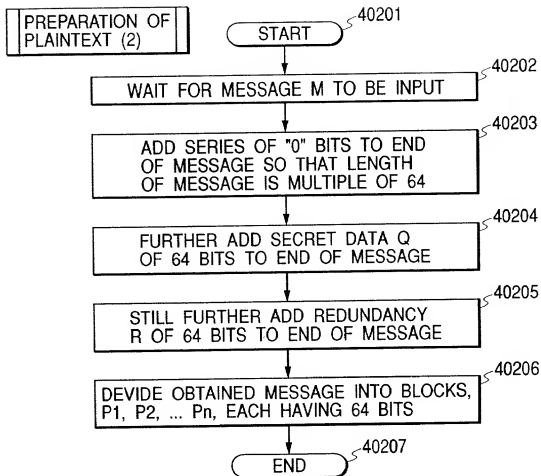 PREPARATION OF
PLAINTEXT (2)
START
40201
40202
WAIT FOR MESSAGE M TO BE INPUT
40203
ADD SERIES OF "0" BITS TO END
OF MESSAGE SO THAT LENGTH
OF MESSAGE IS MULTIPLE OF 64
40204
FURTHER ADD SECRET DATA Q
OF 64 BITS TO END OF MESSAGE
40205
STILL FURTHER ADD REDUNDANCY
R OF 64 BITS TO END OF MESSAGE
40206
DEVIDE OBTAINED MESSAGE INTO BLOCKS,
P1, P2, ... Pn, EACH HAVING 64 BITS
40207
END